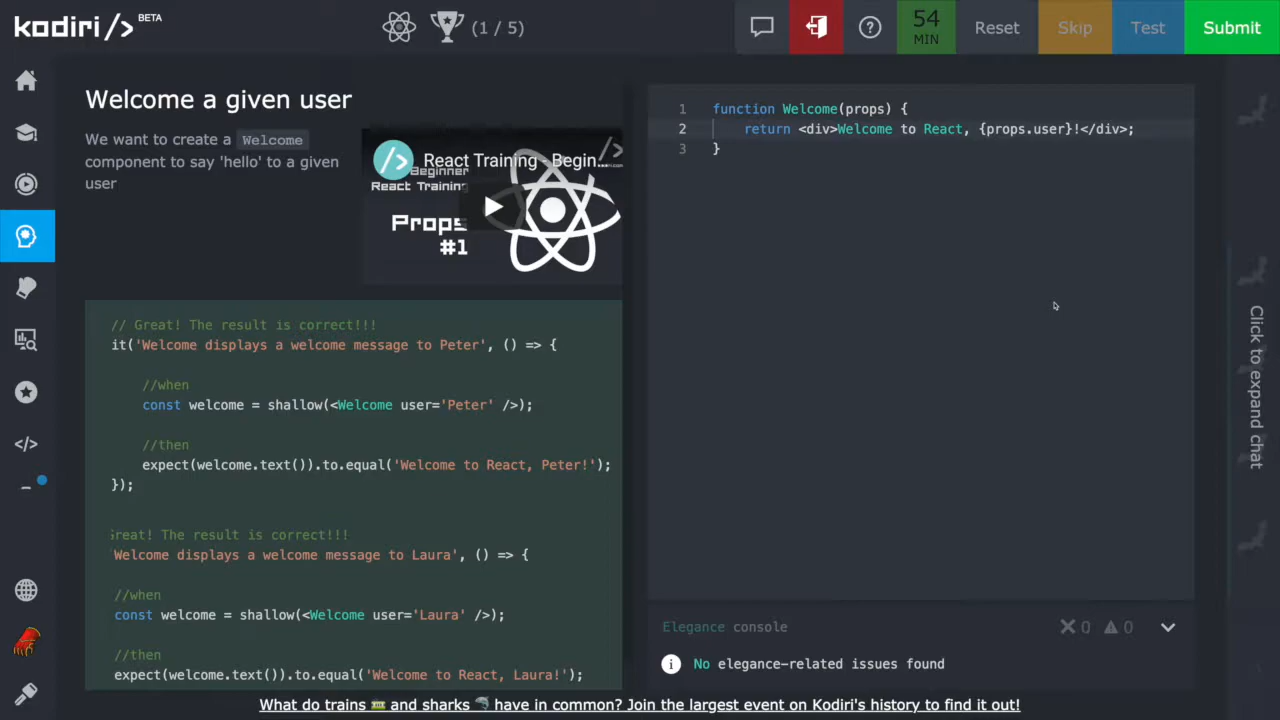 kodiri/> BETA
(1 / 5)
54
MIN
Reset
Skip
Test
Submit
Welcome a given user
We want to create a Welcome
component to say 'hello' to a given
user
React Training - Begin...
Beginner
React Training
Props
#1
// Great! The result is correct!!!
it('Welcome displays a welcome message to Peter', () => {
//when
const welcome = shallow(<Welcome user='Peter' />);
//then
expect(welcome.text()).to.equal('Welcome to React, Peter!');
});
Great! The result is correct!!!
'Welcome displays a welcome message to Laura', () => {
//when
const welcome = shallow(<Welcome user='Laura' />);
//then
expect(welcome.text()).to.equal('Welcome to React, Laura!');
1 function Welcome(props) {
2 return <div>Welcome to React, {props.user}!</div>;
3 }
Elegance console
0 0
No elegance-related issues found
Click to expand chat
What do trains 🚃 and sharks 🦈 have in common? Join the largest event on Kodiri's history to find it out!